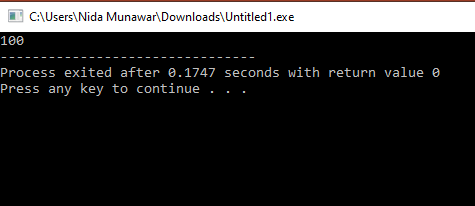 C:\Users\Nida Munawar\Downloads\Untitled1.exe
100
--------------------------------
Process exited after 0.1747 seconds with return value 0
Press any key to continue . . .